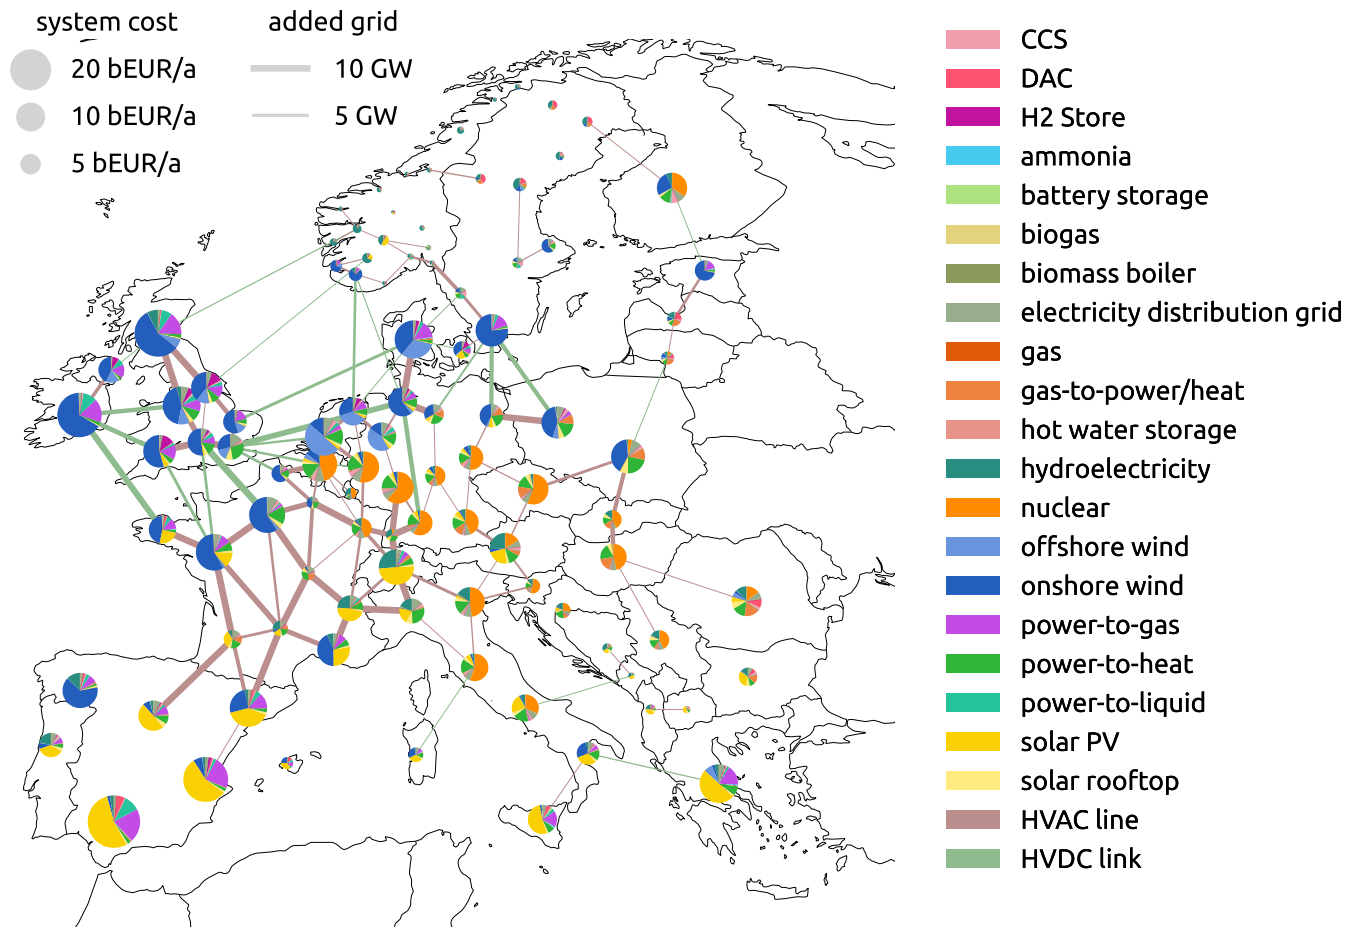 system cost
20 bEUR/a
10 bEUR/a
5 bEUR/a
added grid
10 GW
5 GW
CCS
DAC
H2 Store
ammonia
battery storage
biogas
biomass boiler
electricity distribution grid
gas
gas-to-power/heat
hot water storage
hydroelectricity
nuclear
offshore wind
onshore wind
power-to-gas
power-to-heat
power-to-liquid
solar PV
solar rooftop
HVAC line
HVDC link